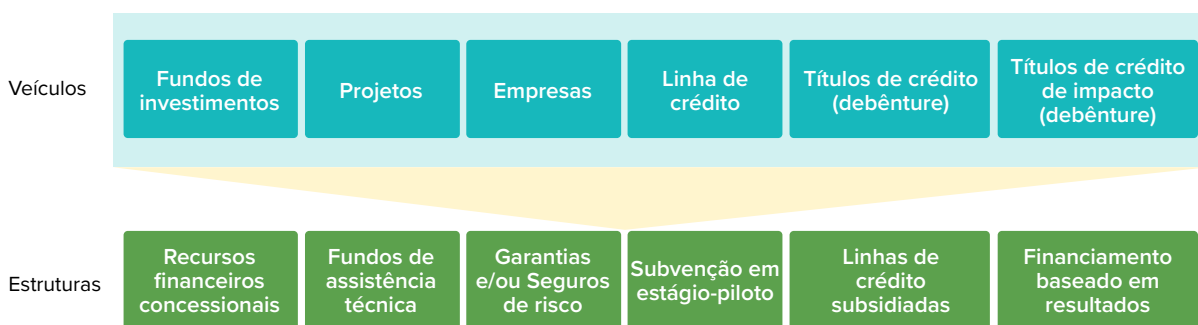 Veículos
Fundos de
investimentos
Projetos
Empresas
Linha de
crédito
Títulos de crédito
(debênture)
Títulos de crédito
de impacto
(debênture)
Estruturas
Recursos
financeiros
concessionais
Fundos de
assistência
técnica
Garantias
e/ou Seguros
de risco
Subvenção em
estágio-piloto
Linhas de
crédito
subsidiadas
Financiamento
baseado em
resultados